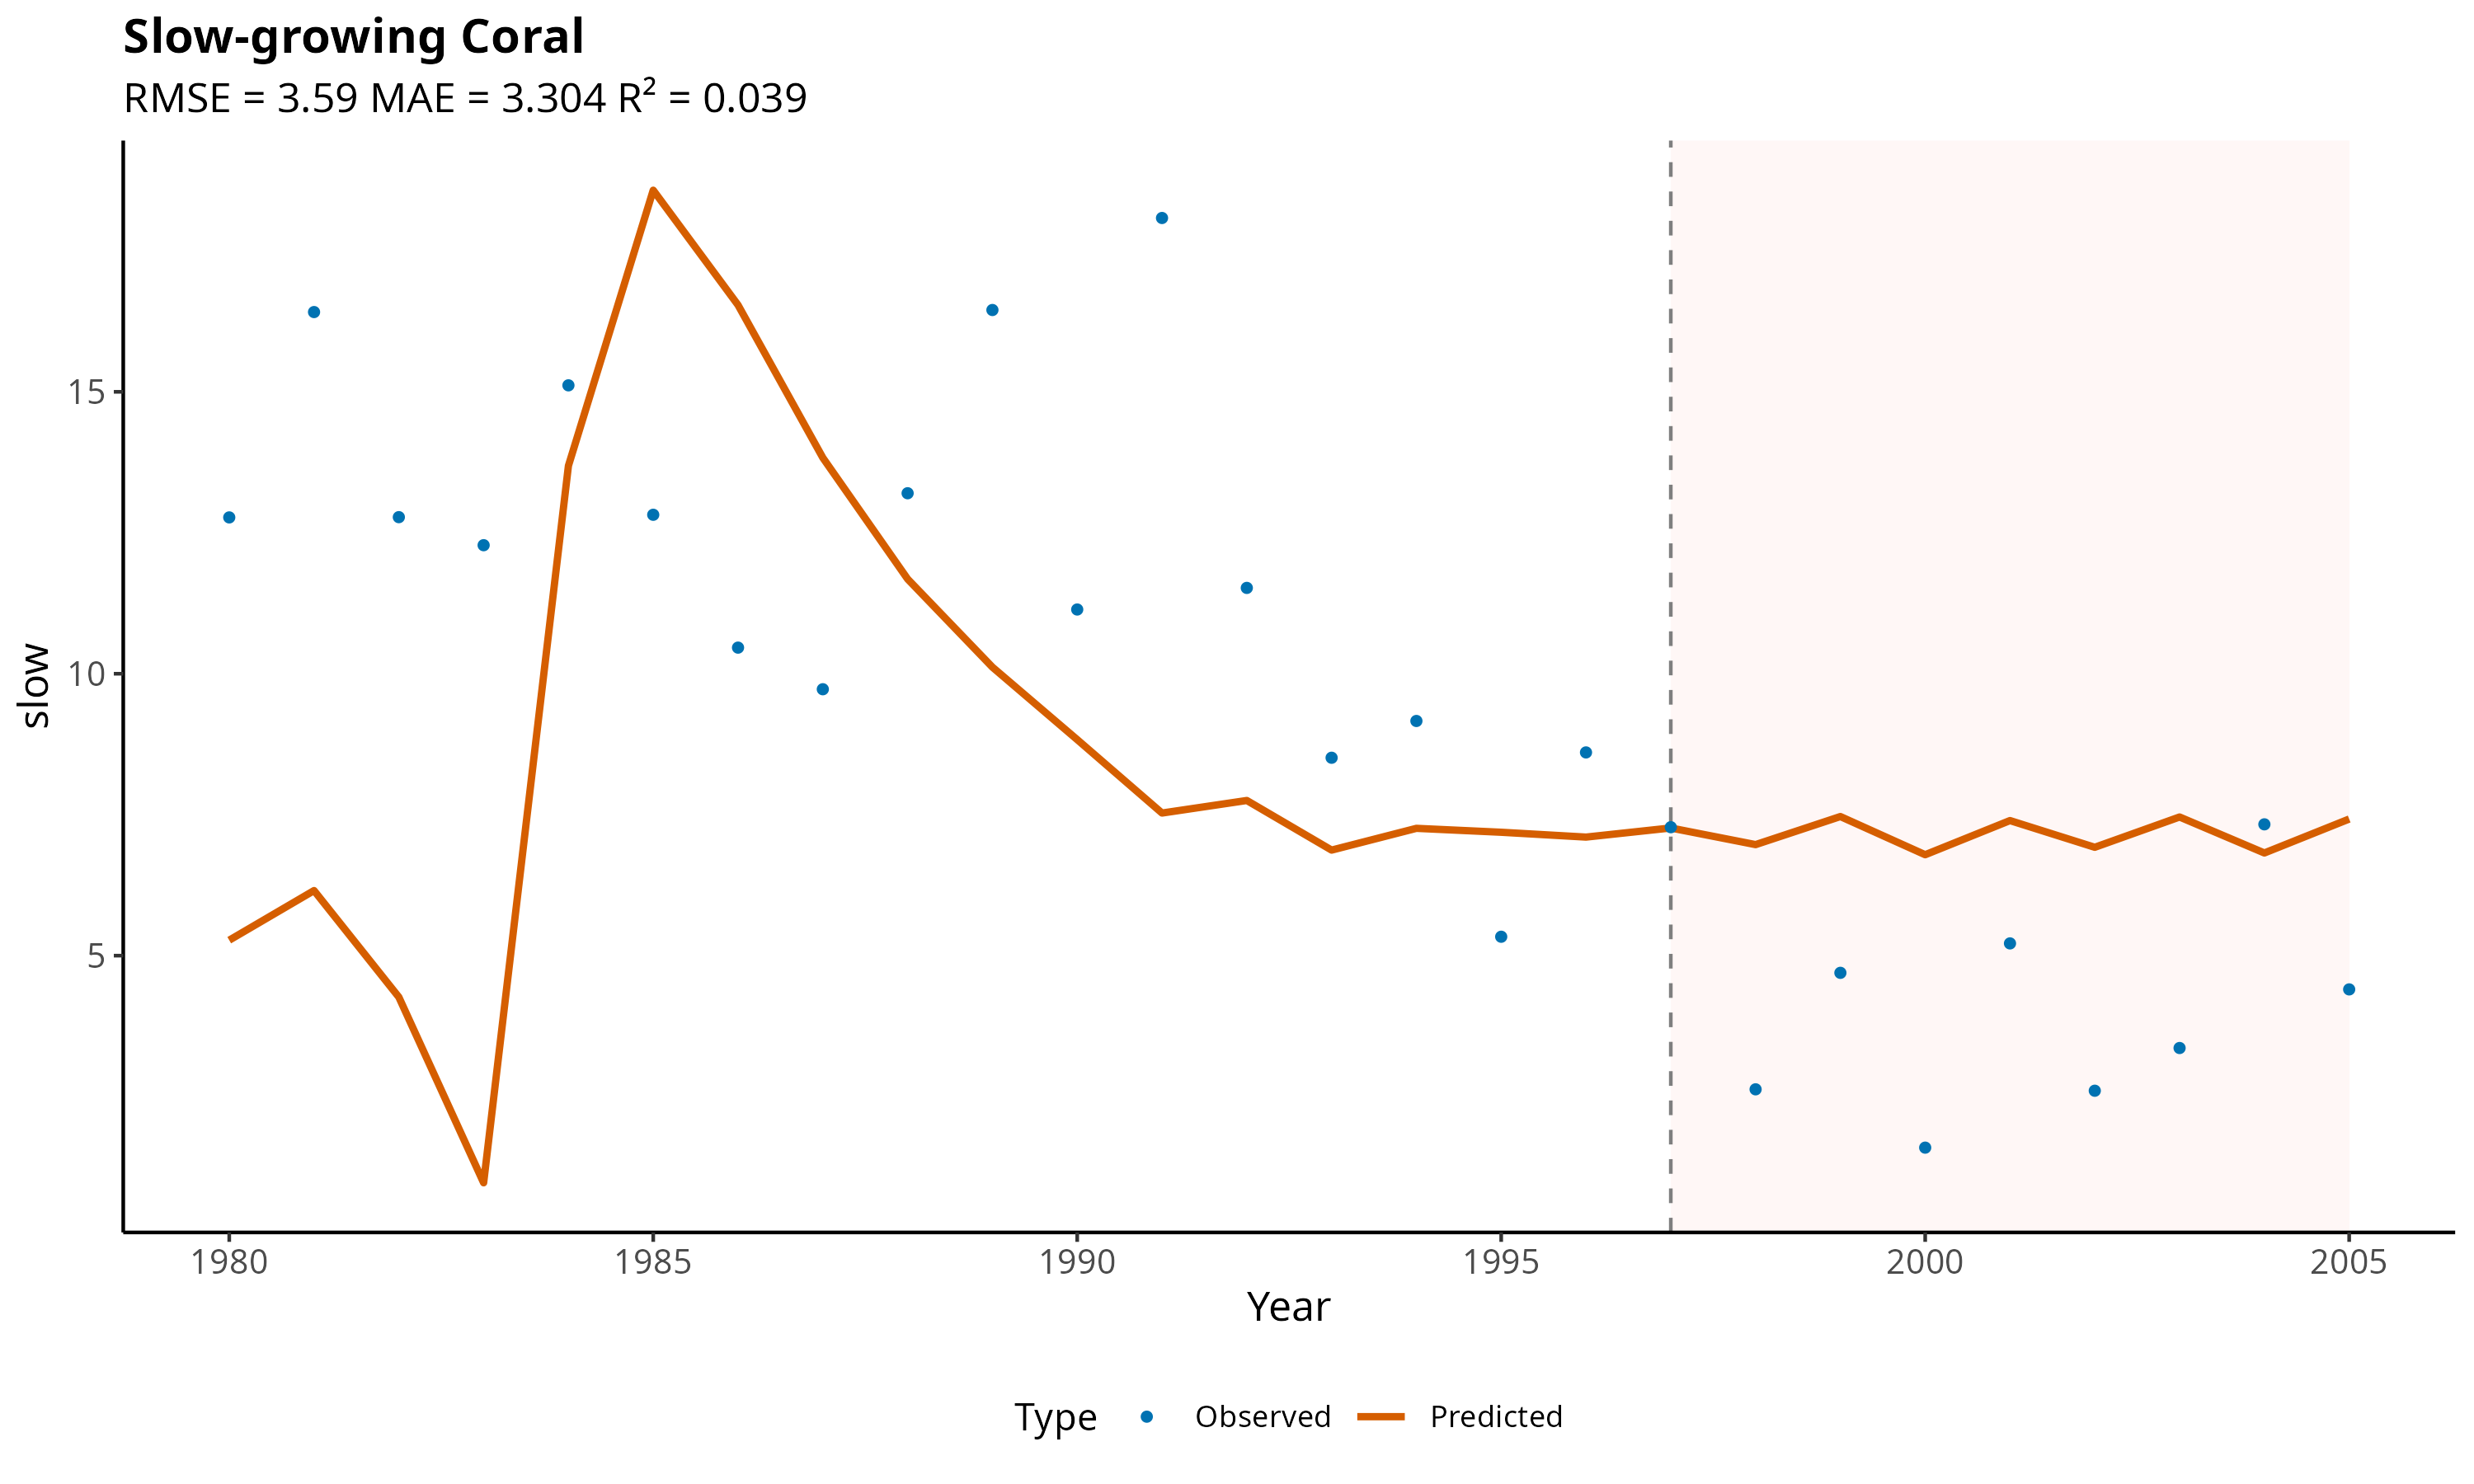 Slow-growing Coral
RMSE = 3.59 MAE = 3.304 R² = 0.039
slow
15
10
5
1980 1985 1990 1995 2000 2005
Year
Type Observed Predicted